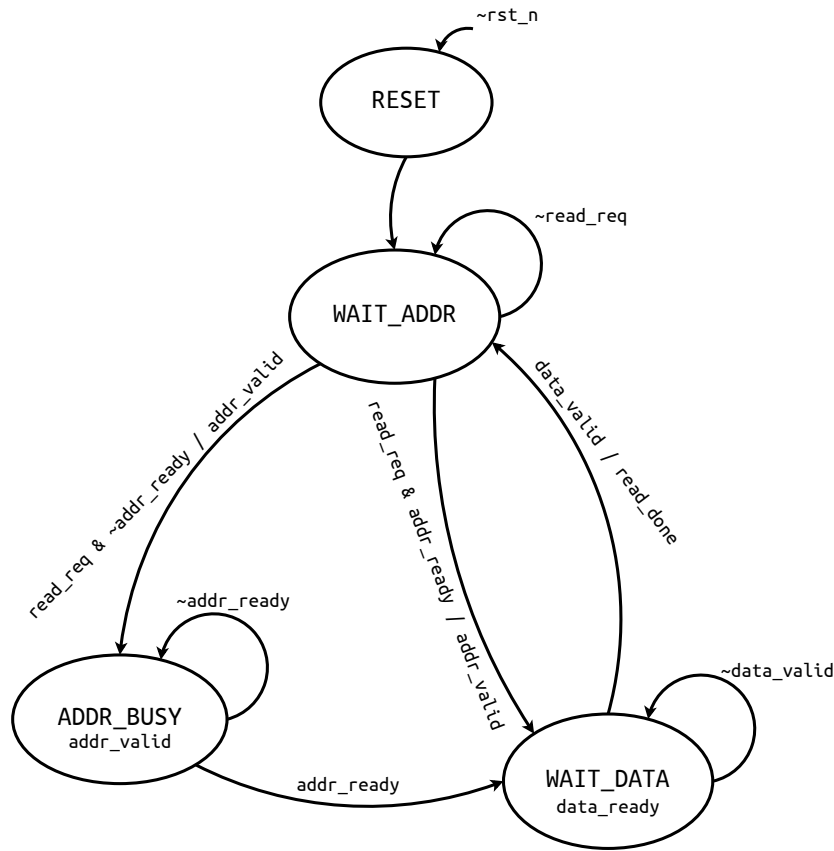 ~rst_n
RESET
~read_req
WAIT_ADDR
read_req & ~addr_ready / addr_valid
read_req & addr_ready / addr_valid
data_valid / read_done
~addr_ready
ADDR_BUSY
addr_valid
~data_valid
WAIT_DATA
data_ready
addr_ready